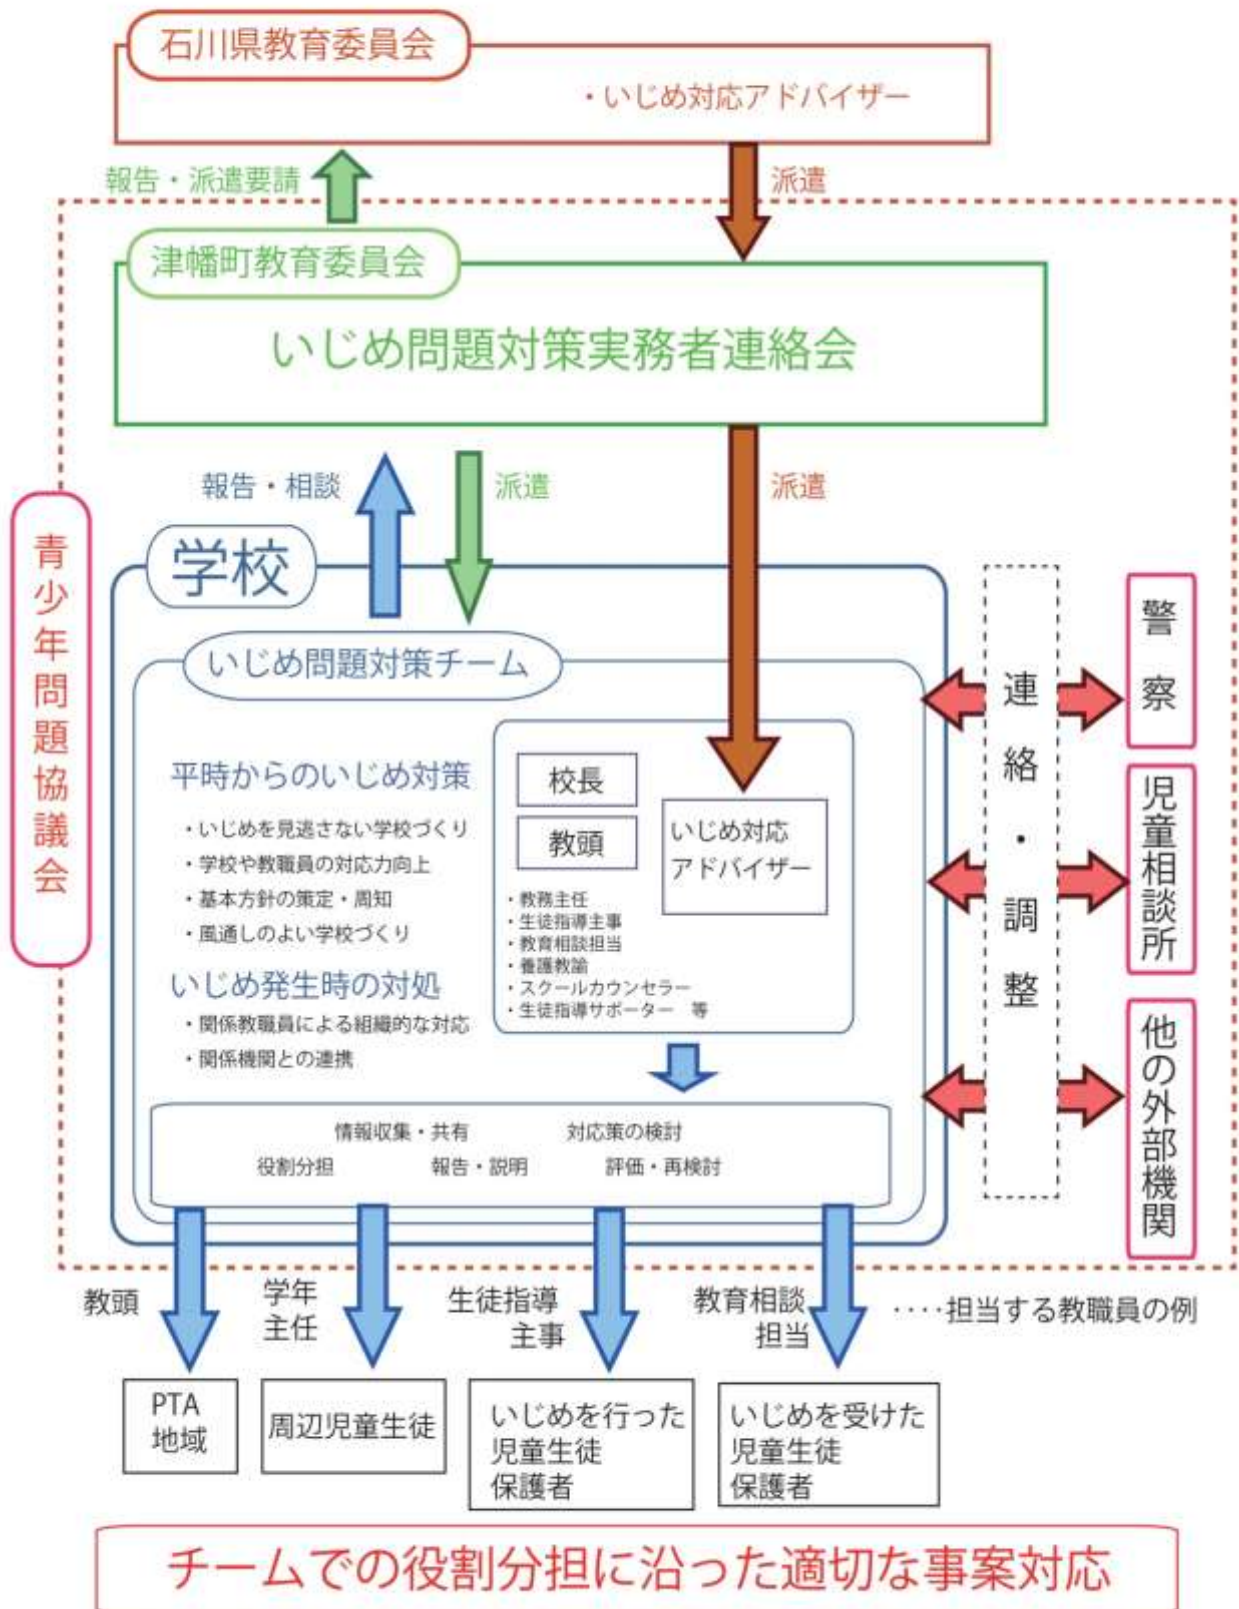 石川県教育委員会
・いじめ対応アドバイザー
報告・派遣要請
派遣
津幡町教育委員会
いじめ問題対策実務者連絡会
報告・相談
派遣
派遣
青少年問題協議会
学校
いじめ問題対策チーム
平時からのいじめ対策
・いじめを見逃さない学校づくり
・学校や教職員の対応力向上
・基本方針の策定・周知
・風通しのよい学校づくり
いじめ発生時の対処
・関係教職員による組織的な対応
・関係機関との連携
校長
教頭
・教務主任
・生徒指導主事
・教育相談担当
・養護教諭
・スクールカウンセラー
・生徒指導サポーター　等
いじめ対応
アドバイザー
連絡・調整
警察
児童相談所
他の外部機関
情報収集・共有
対応策の検討
役割分担
報告・説明
評価・再検討
教頭
学年
主任
生徒指導
主事
教育相談
担当
‥‥担当する教職員の例
PTA
地域
周辺児童生徒
いじめを行った
児童生徒
保護者
いじめを受けた
児童生徒
保護者
チームでの役割分担に沿った適切な事案対応